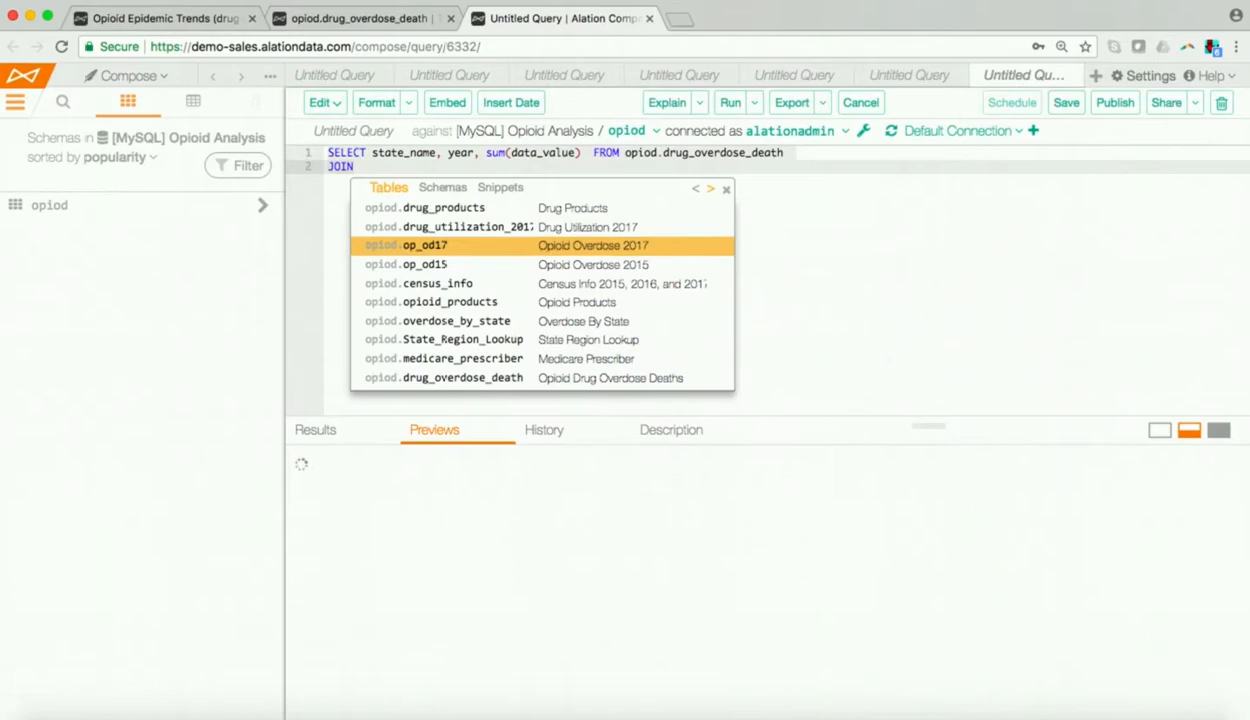 Opioid Epidemic Trends (drug
opiod.drug_overdose_death | T
Untitled Query | Alation Compo
Secure | https://demo-sales.alationdata.com/compose/query/6332/
Compose
Untitled Query
Untitled Query
Untitled Query
Untitled Query
Untitled Query
Untitled Query
Untitled Qu...
Settings
Help
Edit
Format
Embed
Insert Date
Explain
Run
Export
Cancel
Schedule
Save
Publish
Share
Schemas in [MySQL] Opioid Analysis
sorted by popularity
Filter
opiod
Untitled Query against [MySQL] Opioid Analysis / opiod connected as alationadmin Default Connection
1 SELECT state_name, year, sum(data_value) FROM opiod.drug_overdose_death
2 JOIN
Tables Schemas Snippets < >
opiod.drug_products Drug Products
opiod.drug_utilization_2017 Drug Utilization 2017
opiod.op_od17 Opioid Overdose 2017
opiod.op_od15 Opioid Overdose 2015
opiod.census_info Census Info 2015, 2016, and 2017
opiod.opioid_products Opioid Products
opiod.overdose_by_state Overdose By State
opiod.State_Region_Lookup State Region Lookup
opiod.medicare_prescriber Medicare Prescriber
opiod.drug_overdose_death Opioid Drug Overdose Deaths
Results Previews History Description